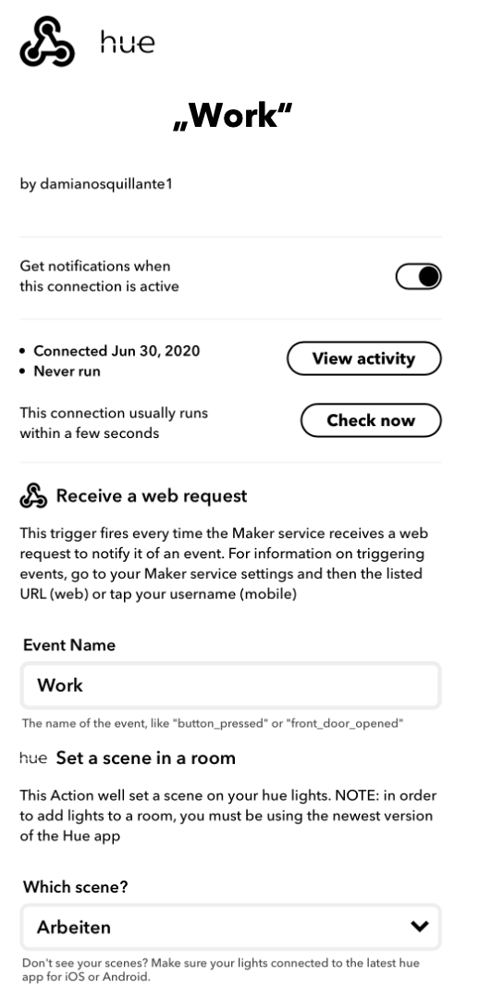 hue
„Work“
by damianosquillante1
Get notifications when
this connection is active
• Connected Jun 30, 2020
• Never run
View activity
This connection usually runs
within a few seconds
Check now
Receive a web request
This trigger fires every time the Maker service receives a web
request to notify it of an event. For information on triggering
events, go to your Maker service settings and then the listed
URL (web) or tap your username (mobile)
Event Name
Work
The name of the event, like "button_pressed" or "front_door_opened"
hue Set a scene in a room
This Action well set a scene on your hue lights. NOTE: in order
to add lights to a room, you must be using the newest version
of the Hue app
Which scene?
Arbeiten
Don't see your scenes? Make sure your lights connected to the latest hue
app for iOS or Android.